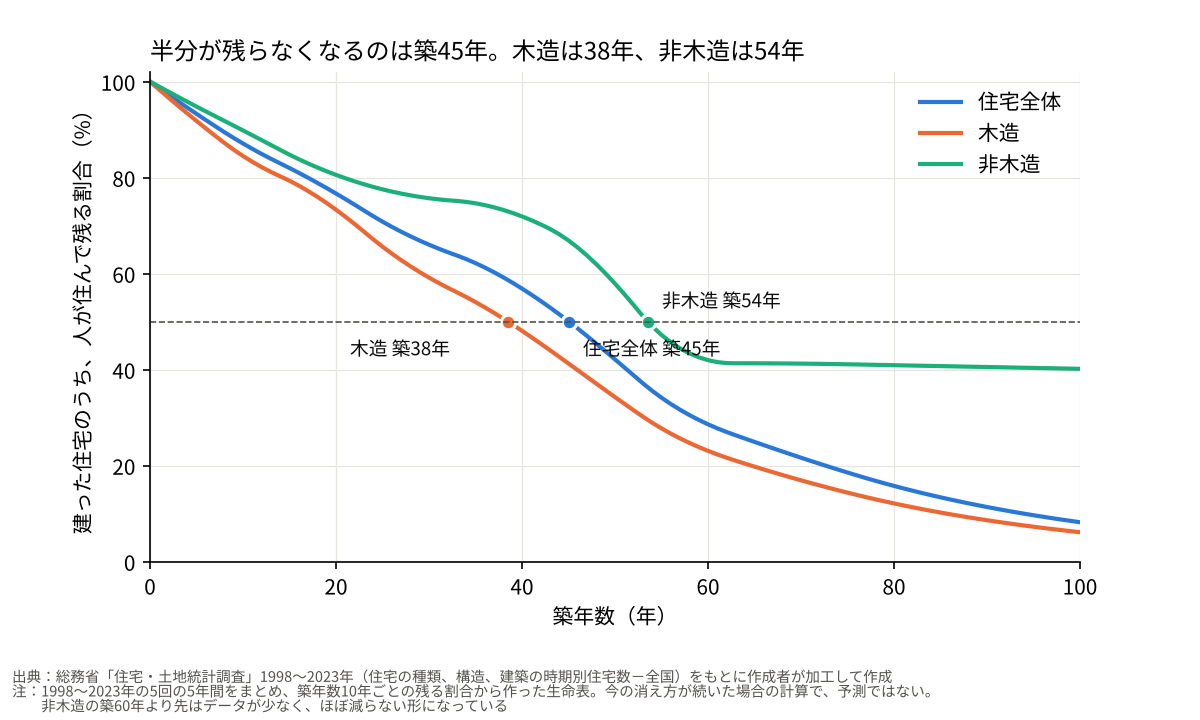 半分が残らなくなるのは築45年。木造は38年、非木造は54年
建った住宅のうち、人が住んで残る割合（%）
100
80
60
40
20
0
住宅全体
木造
非木造
非木造 築54年
木造 築38年
住宅全体 築45年
0
20
40
60
80
100
築年数（年）
出典：総務省「住宅・土地統計調査」1998～2023年（住宅の種類、構造、建築の時期別住宅数－全国）をもとに作成者が加工して作成
注：1998～2023年の5回の5年間をまとめ、築年数10年ごとの残る割合から作った生命表。今の消え方が続いた場合の計算で、予測ではない。
非木造の築60年より先はデータが少なく、ほぼ減らない形になっている